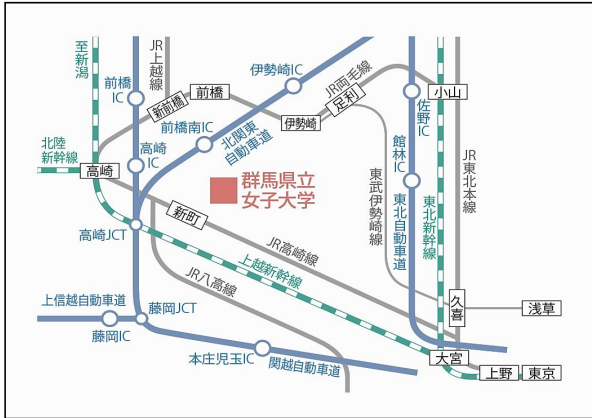 至新潟
JR上越線
前橋
IC
新前橋
前橋
伊勢崎IC
JR両毛線
足利
佐野IC
小山
前橋南IC
北関東
自動車道
伊勢崎
北陸
新幹線
高崎
高崎
IC
群馬県立
女子大学
館林IC
東北自動車道
東武伊勢崎線
東北新幹線
JR東北本線
新町
高崎JCT
JR高崎線
上越新幹線
JR八高線
久喜
浅草
上信越自動車道
藤岡JCT
藤岡IC
本庄児玉IC
関越自動車道
大宮
上野
東京